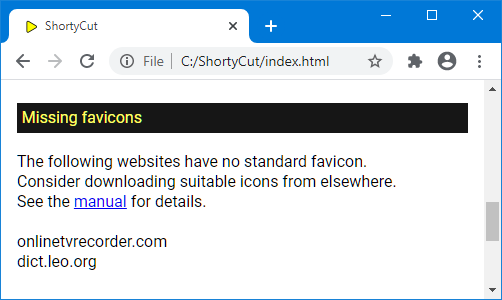 ShortyCut
File | C:/ShortyCut/index.html
Missing favicons
The following websites have no standard favicon.
Consider downloading suitable icons from elsewhere.
See the manual for details.
onlinetvrecorder.com
dict.leo.org